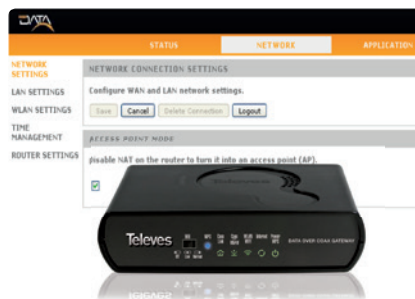 DATA
STATUS
NETWORK
APPLICATION
NETWORK SETTINGS
LAN SETTINGS
WLAN SETTINGS
TIME MANAGEMENT
ROUTER SETTINGS
NETWORK CONNECTION SETTINGS
Configure WAN and LAN network settings.
Save Cancel Delete Connection Logout
ACCESS POINT MODE
disable NAT on the router to turn it into an access point (AP).
Televes
WPS
Internet
DATA OVER COAX GATEWAY